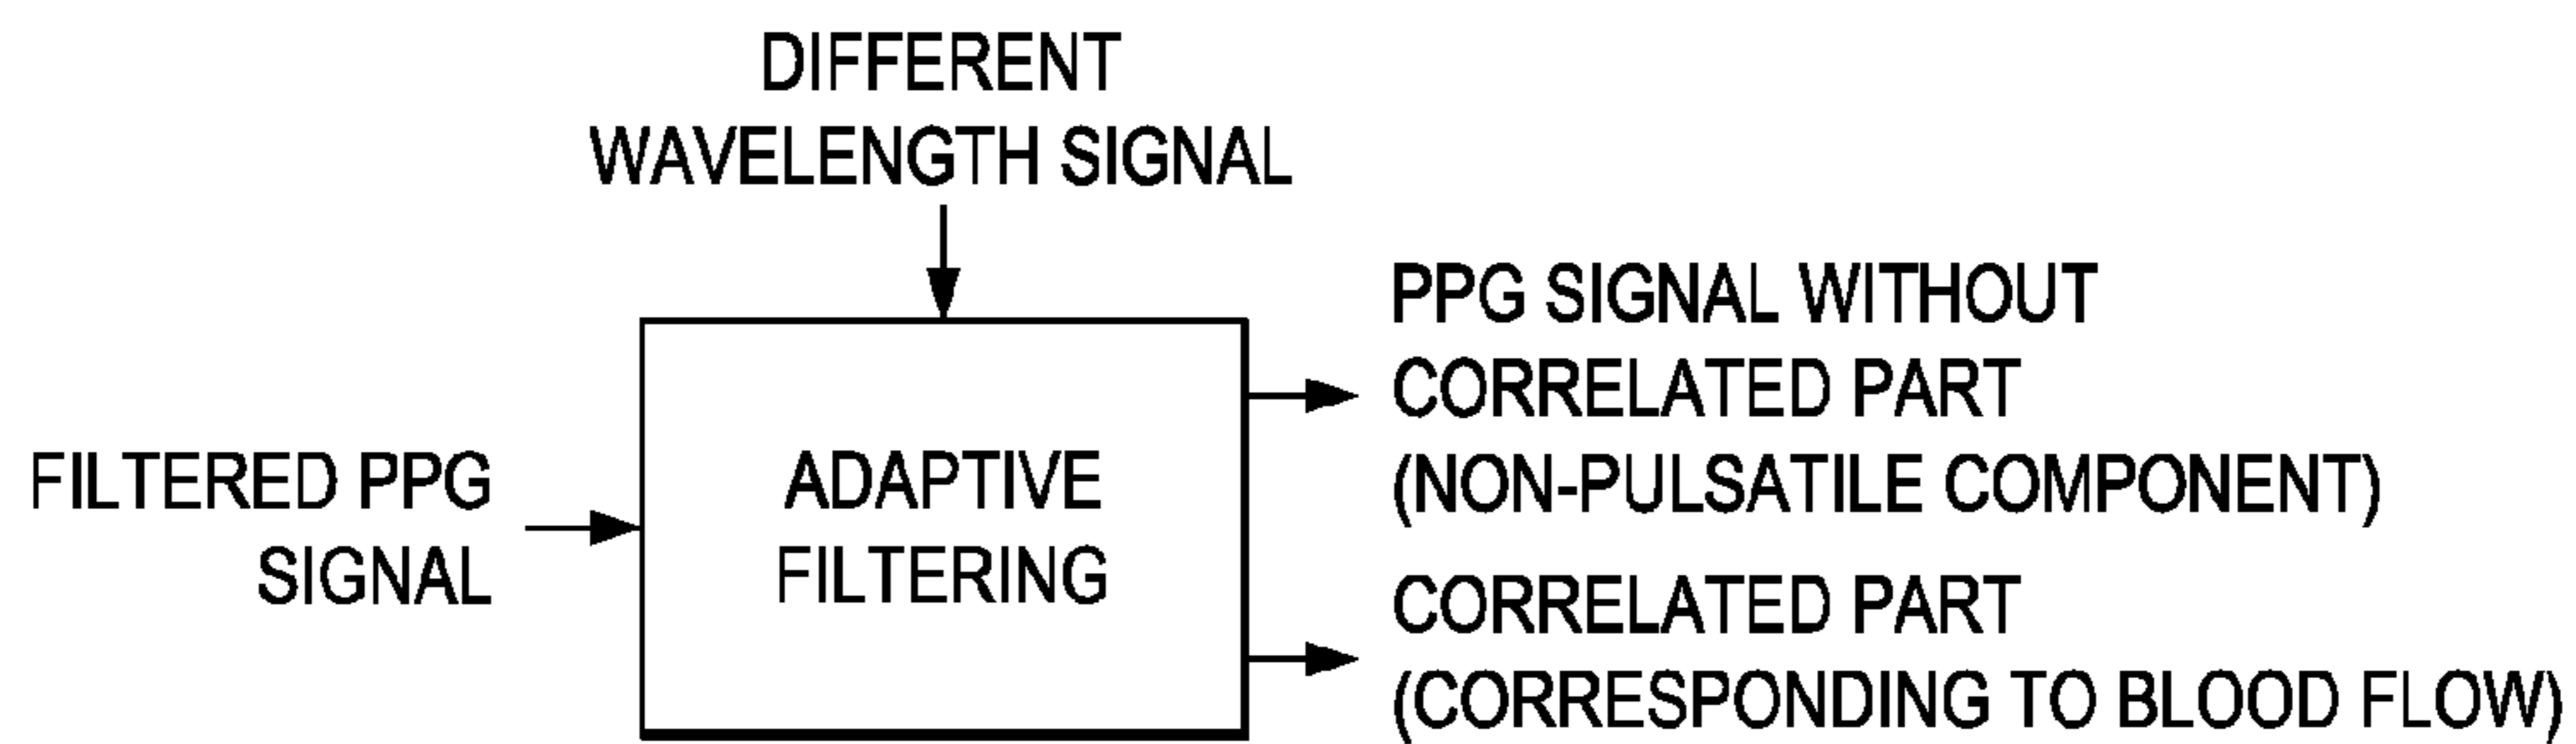 DIFFERENT
WAVELENGTH SIGNAL
FILTERED PPG
SIGNAL
ADAPTIVE
FILTERING
PPG SIGNAL WITHOUT
CORRELATED PART
(NON-PULSATILE COMPONENT)
CORRELATED PART
(CORRESPONDING TO BLOOD FLOW)